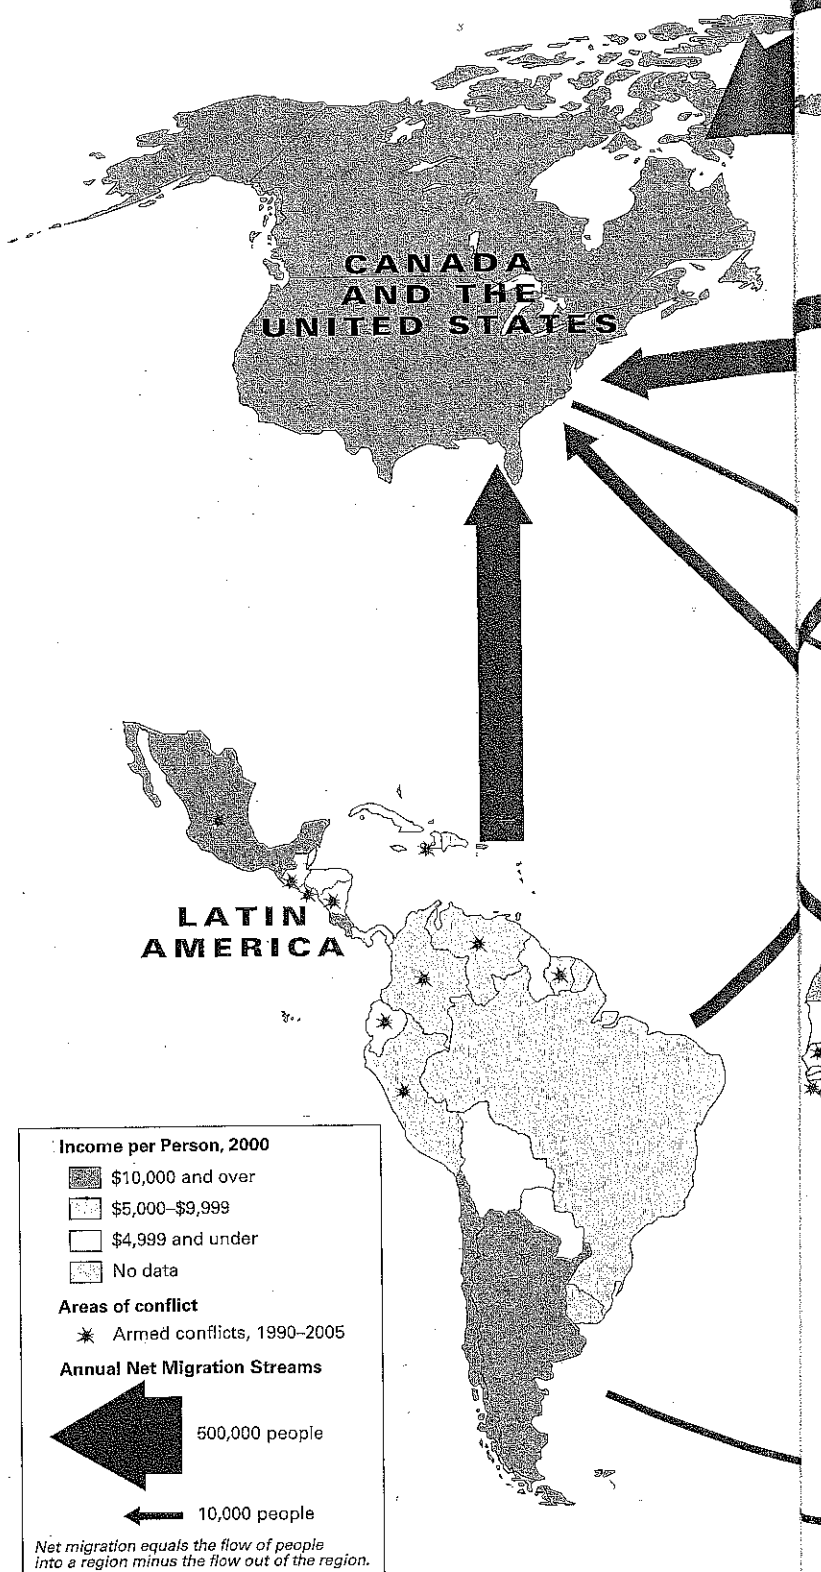 CANADA
AND THE
UNITED STATES
LATIN
AMERICA
Income per Person, 2000
$10,000 and over
$5,000–$9,999
$4,999 and under
No data
Areas of conflict
Armed conflicts, 1990–2005
Annual Net Migration Streams
500,000 people
10,000 people
Net migration equals the flow of people
into a region minus the flow out of the region.